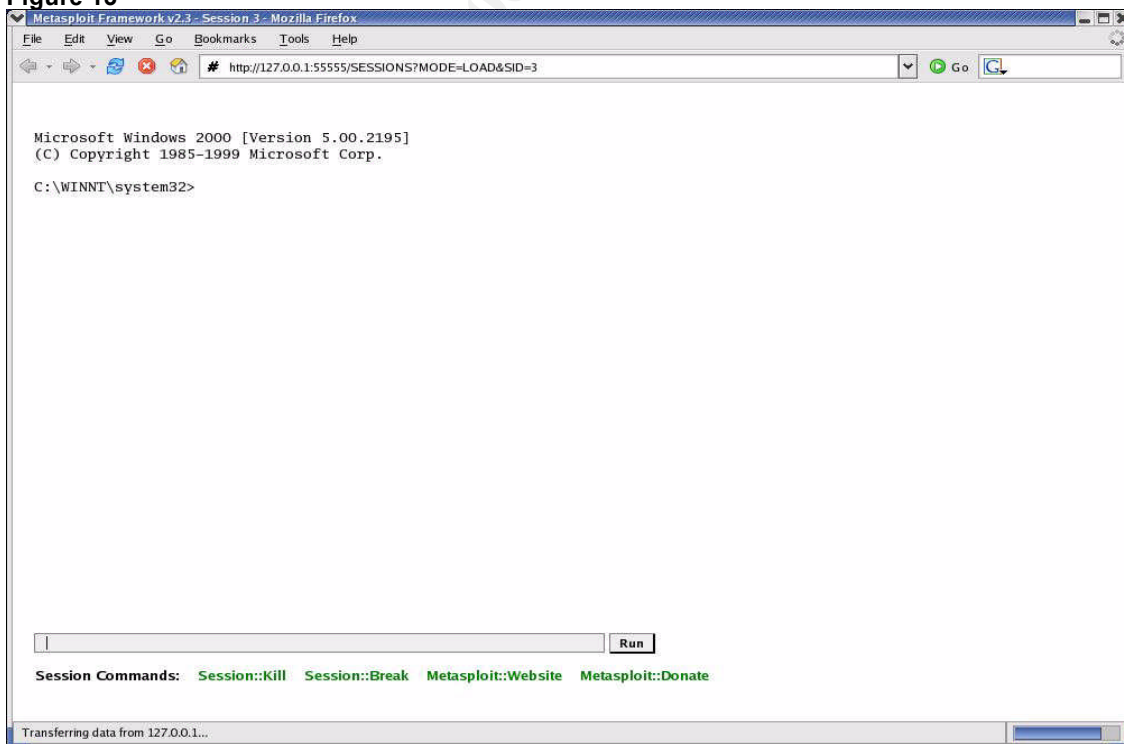 Figure 16
Metasploit Framework v2.3 - Session 3 - Mozilla Firefox
File Edit View Go Bookmarks Tools Help
# http://127.0.0.1:55555/SESSIONS?MODE=LOAD&SID=3
Go G
Microsoft Windows 2000 [Version 5.00.2195]
(C) Copyright 1985-1999 Microsoft Corp.
C:\WINNT\system32>
Run
Session Commands: Session::Kill Session::Break Metasploit::Website Metasploit::Donate
Transferring data from 127.0.0.1...